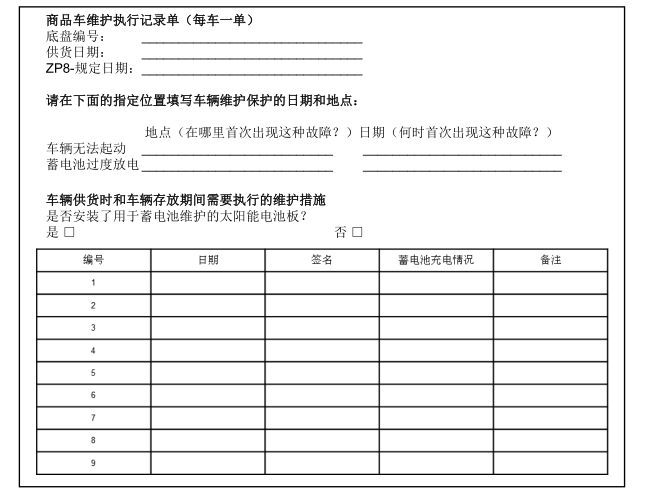 商品车维护执行记录单（每车一单）
底盘编号：
供货日期：
ZP8-规定日期：
请在下面的指定位置填写车辆维护保护的日期和地点：
地点（在哪里首次出现这种故障？）日期（何时首次出现这种故障？）
车辆无法起动
蓄电池过度放电
车辆供货时和车辆存放期间需要执行的维护措施
是否安装了用于蓄电池维护的太阳能电池板？
是 □ 否 □
编号 日期 签名 蓄电池充电情况 备注
1
2
3
4
5
6
7
8
9